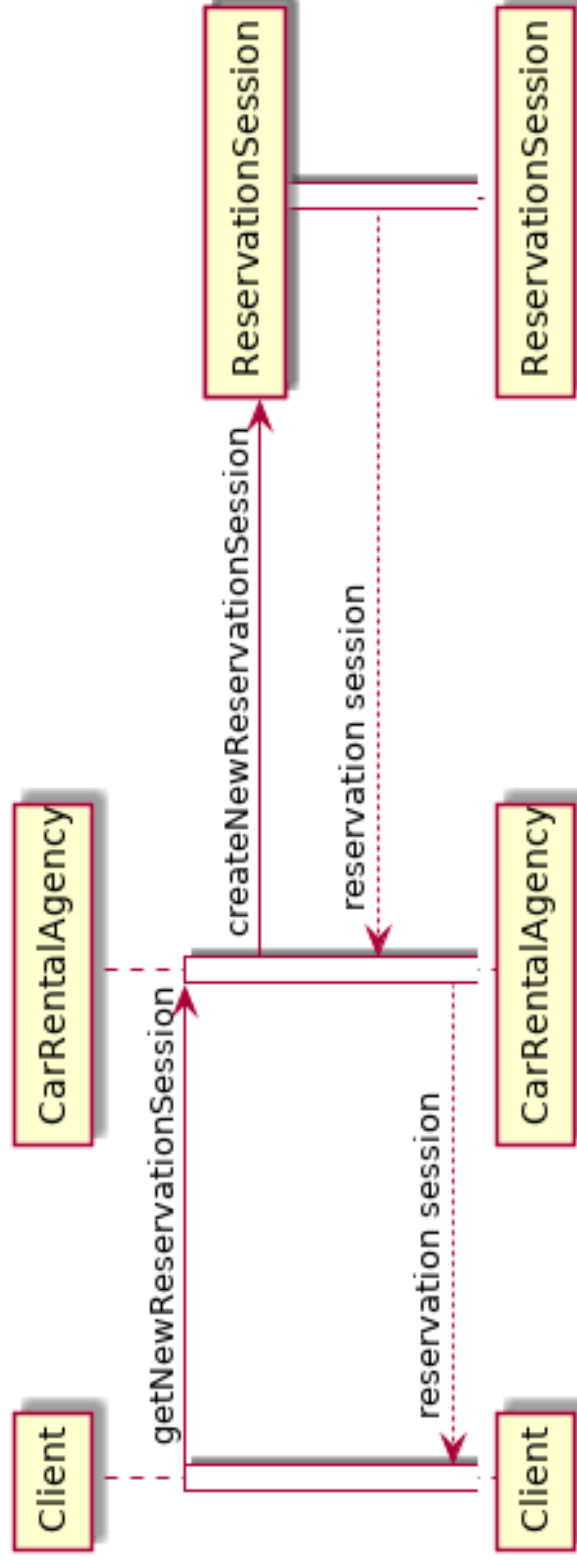 Client
CarRentalAgency
getNewReservationSession
createNewReservationSession
ReservationSession
reservation session
reservation session
Client
CarRentalAgency
ReservationSession